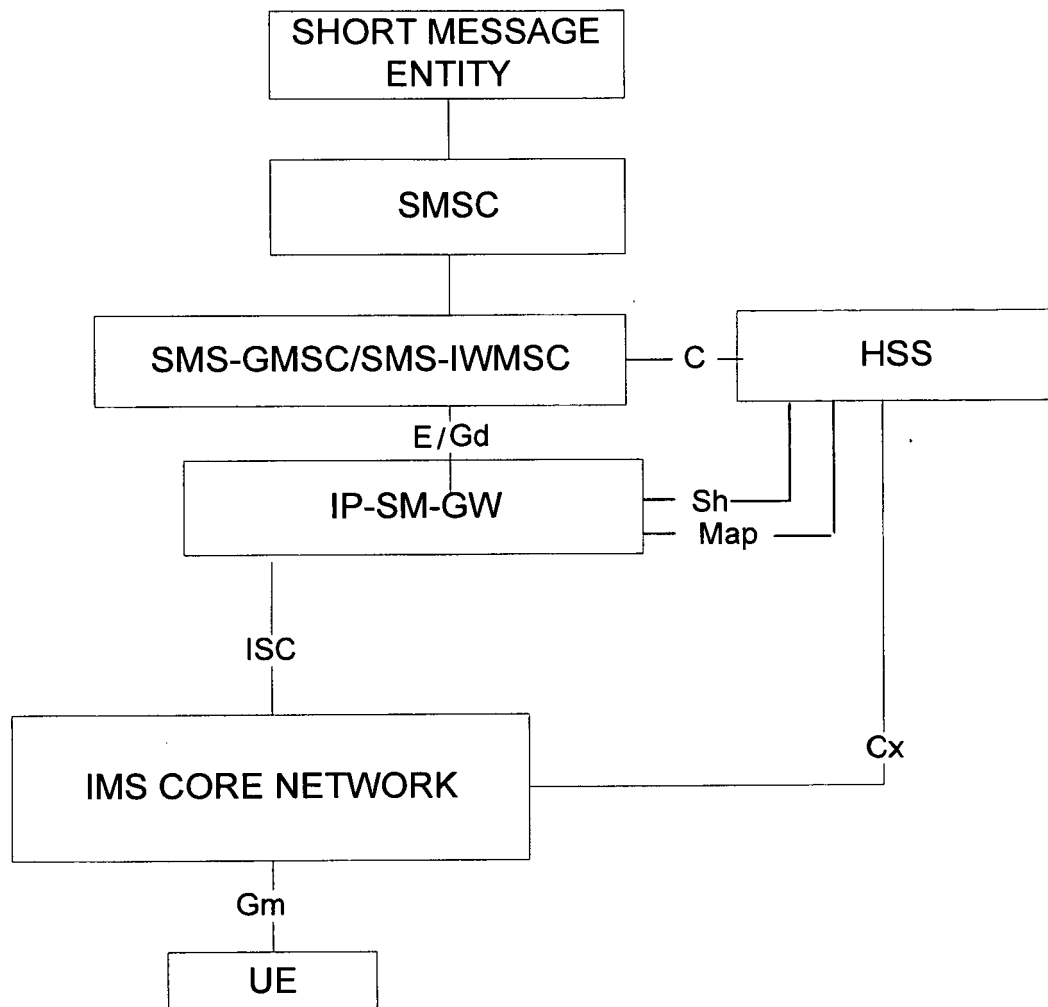 SHORT MESSAGE
ENTITY
SMSC
SMS-GMSC/SMS-IWMSC
C
HSS
E/Gd
IP-SM-GW
Sh
Map
ISC
Cx
IMS CORE NETWORK
Gm
UE